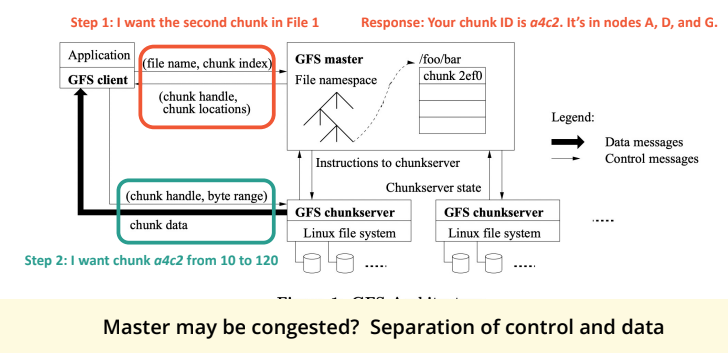 Step 1: I want the second chunk in File 1
Response: Your chunk ID is a4c2. It's in nodes A, D, and G.
Application
GFS client
(file name, chunk index)
(chunk handle,
chunk locations)
GFS master
File namespace
/foo/bar
chunk 2ef0
Legend:
Data messages
Control messages
Instructions to chunkserver
Chunkserver state
(chunk handle, byte range)
chunk data
GFS chunkserver
Linux file system
GFS chunkserver
Linux file system
Step 2: I want chunk a4c2 from 10 to 120
Master may be congested? Separation of control and data